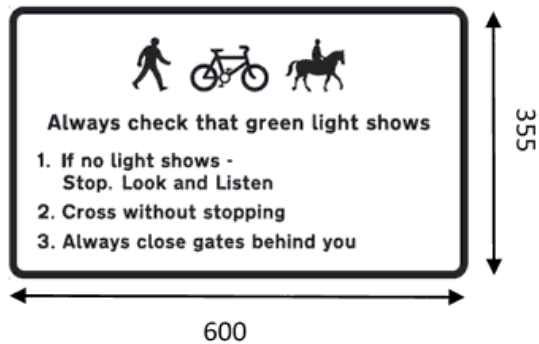 Always check that green light shows
1. If no light shows -
Stop. Look and Listen
2. Cross without stopping
3. Always close gates behind you
355
600